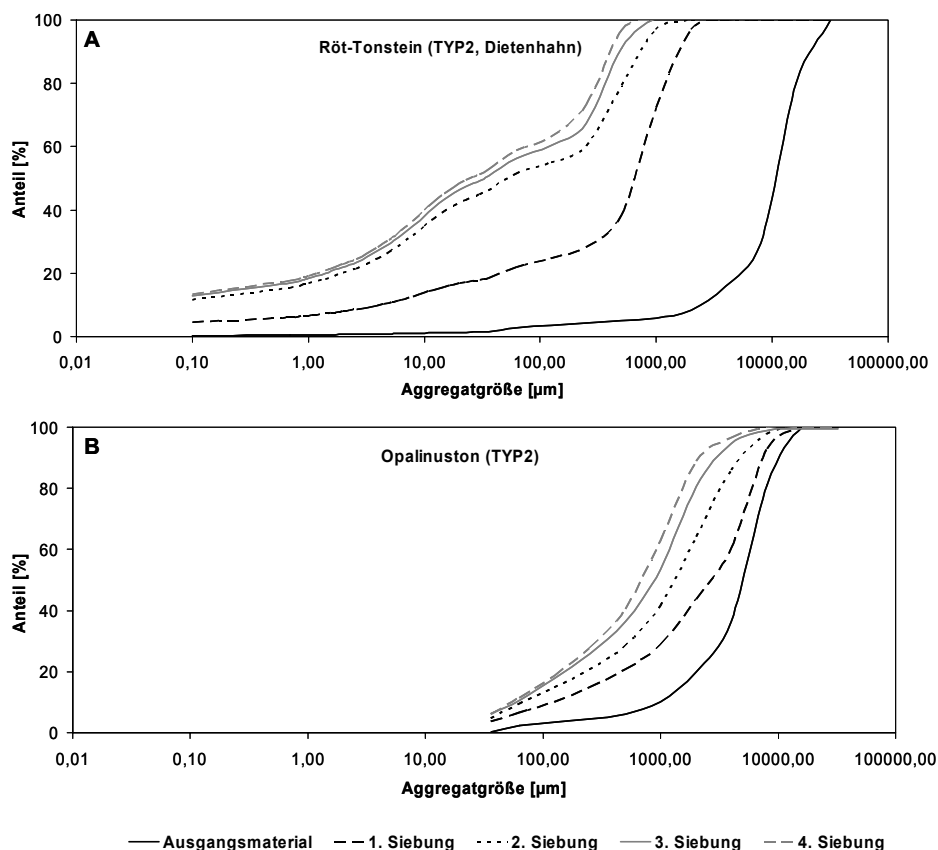 100
A
Röt-Tonstein (TYP2, Dietenhahn)
80
60
40
20
0
Anteil [%]
0,01 0,10 1,00 10,00 100,00 1000,00 10000,00 100000,00
Aggregatgröße [µm]
100
B
Opalinuston (TYP2)
80
60
40
20
0
Anteil [%]
0,01 0,10 1,00 10,00 100,00 1000,00 10000,00 100000,00
Aggregatgröße [µm]
Ausgangsmaterial 1. Siebung 2. Siebung 3. Siebung 4. Siebung